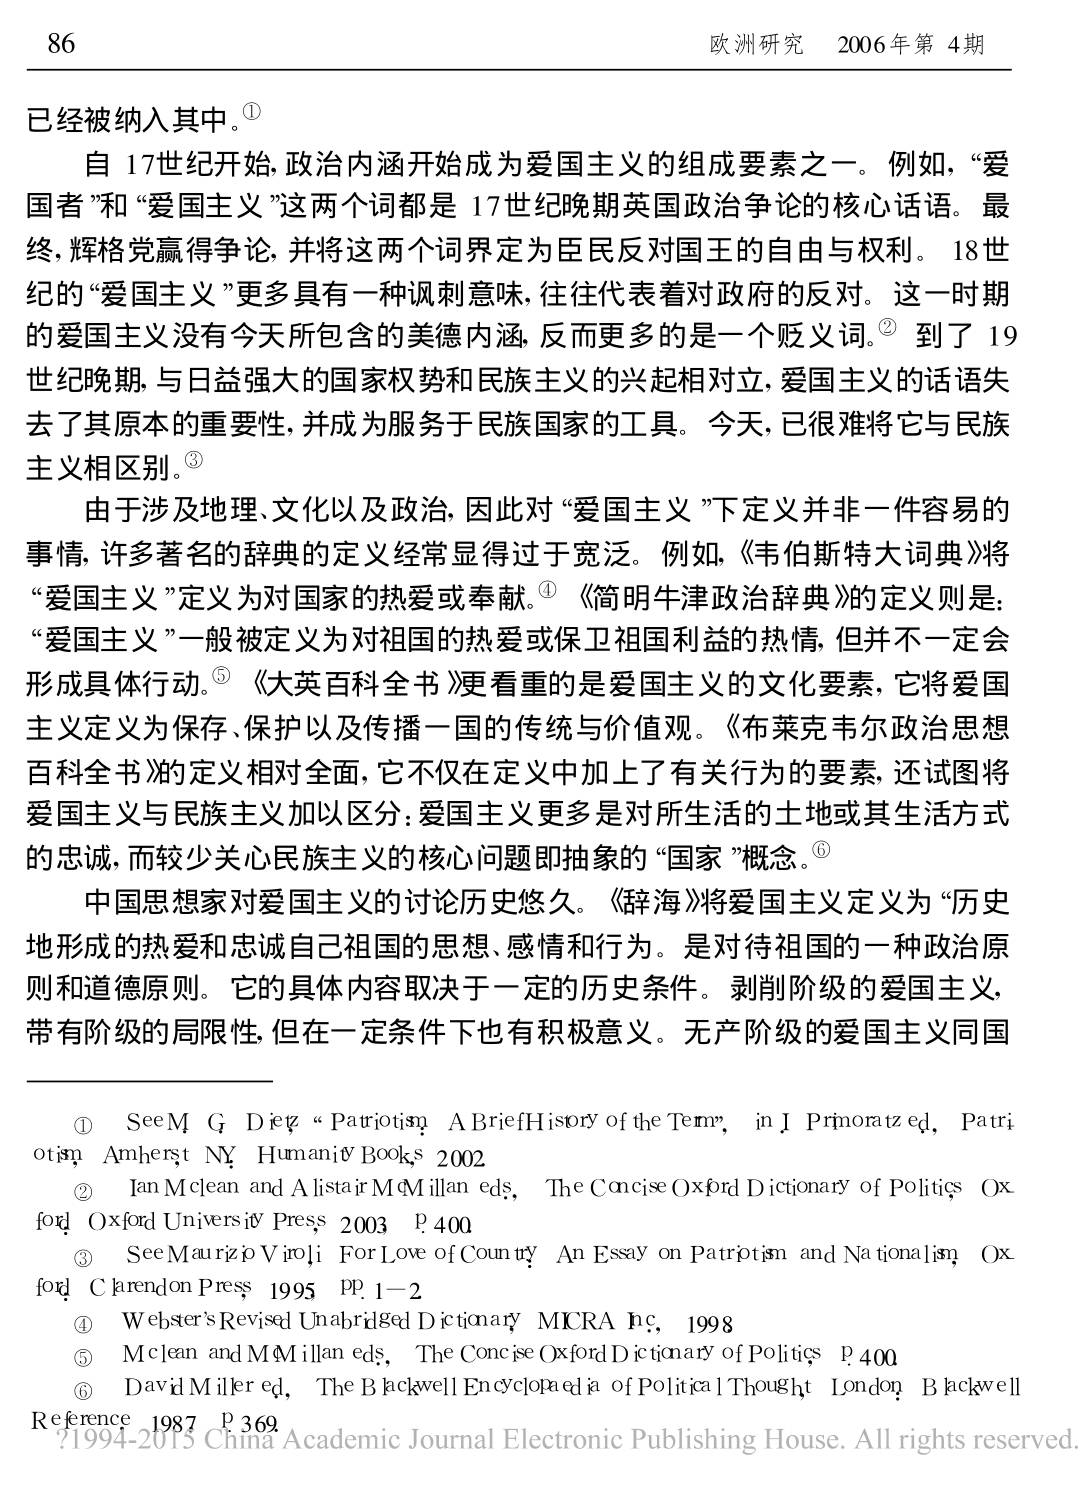 86 欧洲研究 2006年第 4期
已经被纳入其中。①
自 17世纪开始, 政治内涵开始成为爱国主义的组成要素之一。 例如, “爱
国者 ”和 “爱国主义 ”这两个词都是 17世纪晚期英国政治争论的核心话语。 最
终, 辉格党赢得争论, 并将这两个词界定为臣民反对国王的自由与权利。 18世
纪的 “爱国主义 ”更多具有一种讽刺意味, 往往代表着对政府的反对。 这一时期
的爱国主义没有今天所包含的美德内涵, 反而更多的是一个贬义词。② 到了 19
世纪晚期, 与日益强大的国家权势和民族主义的兴起相对立, 爱国主义的话语失
去了其原本的重要性, 并成为服务于民族国家的工具。 今天, 已很难将它与民族
主义相区别。③
由于涉及地理、文化以及政治, 因此对 “爱国主义 ”下定义并非一件容易的
事情, 许多著名的辞典的定义经常显得过于宽泛。 例如, 《韦伯斯特大词典》将
“爱国主义 ”定义为对国家的热爱或奉献。④ 《简明牛津政治辞典》的定义则是:
“爱国主义 ”一般被定义为对祖国的热爱或保卫祖国利益的热情, 但并不一定会
形成具体行动。⑤ 《大英百科全书》更看重的是爱国主义的文化要素, 它将爱国
主义定义为保存、保护以及传播一国的传统与价值观。《布莱克韦尔政治思想
百科全书》的定义相对全面, 它不仅在定义中加上了有关行为的要素, 还试图将
爱国主义与民族主义加以区分: 爱国主义更多是对所生活的土地或其生活方式
的忠诚, 而较少关心民族主义的核心问题即抽象的 “国家 ”概念。⑥
中国思想家对爱国主义的讨论历史悠久。 《辞海》将爱国主义定义为 “历史
地形成的热爱和忠诚自己祖国的思想、感情和行为。 是对待祖国的一种政治原
则和道德原则。 它的具体内容取决于一定的历史条件。 剥削阶级的爱国主义,
带有阶级的局限性, 但在一定条件下也有积极意义。 无产阶级的爱国主义同国
① See M. G. Dietz, “Patriotism: A Brief History of the Term”, in I. Primoratz ed., Patri-
otism, Amherst, NY: Humanity Books, 2002.
② Ian Mclean and Alistair McMillan eds., The Concise Oxford Dictionary of Politics, Ox-
ford: Oxford University Press, 2003, p. 400.
③ See Maurizio Viroli, For Love of Country: An Essay on Patriotism and Nationalism, Ox-
ford: Clarendon Press, 1995, pp. 1—2.
④ Webster's Revised Unabridged Dictionary, MICRA Inc., 1998.
⑤ Mclean and McMillan eds., The Concise Oxford Dictionary of Politics, p. 400.
⑥ David Miller ed., The Blackwell Encyclopaedia of Political Thought, London: Blackwell
Reference, 1987, p. 369.
?1994-2015 China Academic Journal Electronic Publishing House. All rights reserved.